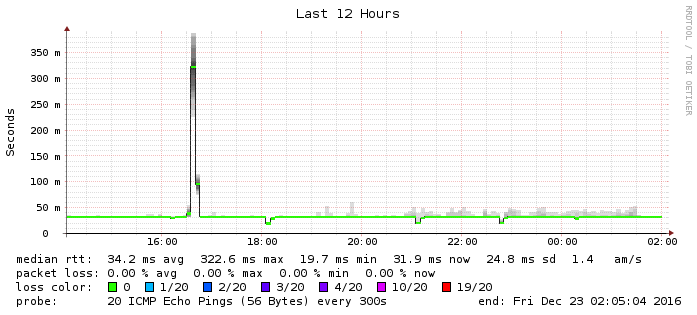 Last 12 Hours
RRDTOOL / TOBI OETIKER
Seconds
350 m
300 m
250 m
200 m
150 m
100 m
50 m
0
16:00 18:00 20:00 22:00 00:00 02:00
median rtt: 34.2 ms avg 322.6 ms max 19.7 ms min 31.9 ms now 24.8 ms sd 1.4 am/s
packet loss: 0.00 % avg 0.00 % max 0.00 % min 0.00 % now
loss color: 0 1/20 2/20 3/20 4/20 10/20 19/20
probe: 20 ICMP Echo Pings (56 Bytes) every 300s end: Fri Dec 23 02:05:04 2016